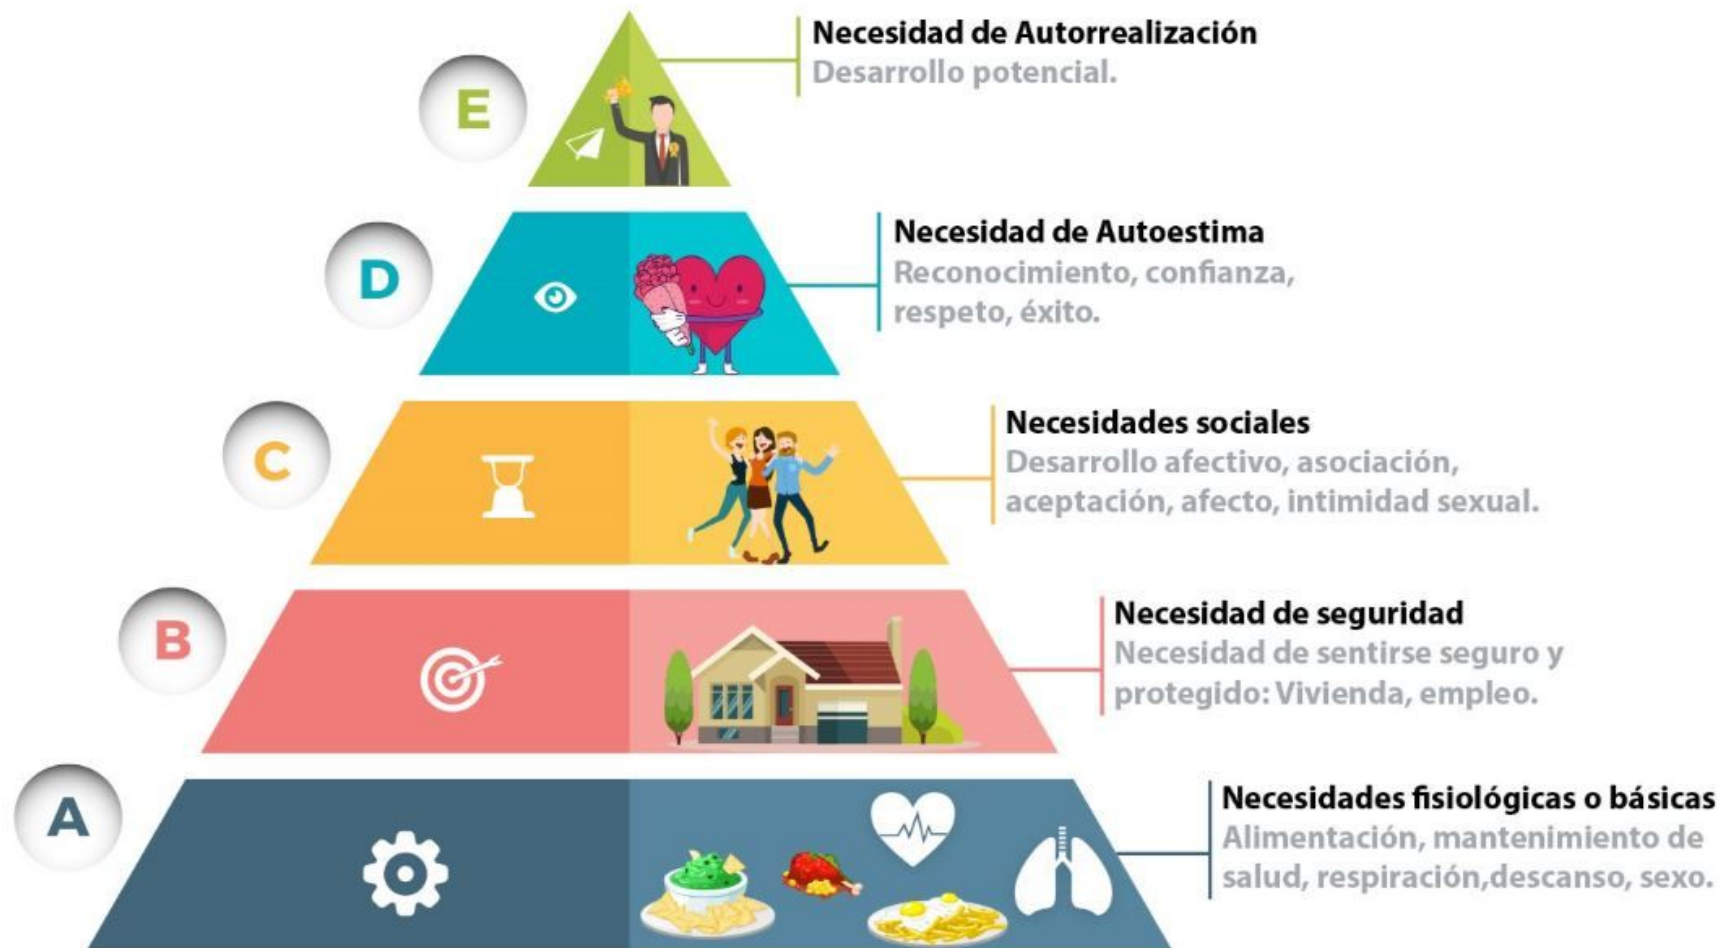 E
Necesidad de Autorrealización
Desarrollo potencial.
D
Necesidad de Autoestima
Reconocimiento, confianza,
respeto, éxito.
C
Necesidades sociales
Desarrollo afectivo, asociación,
aceptación, afecto, intimidad sexual.
B
Necesidad de seguridad
Necesidad de sentirse seguro y
protegido: Vivienda, empleo.
A
Necesidades fisiológicas o básicas
Alimentación, mantenimiento de
salud, respiración,descanso, sexo.